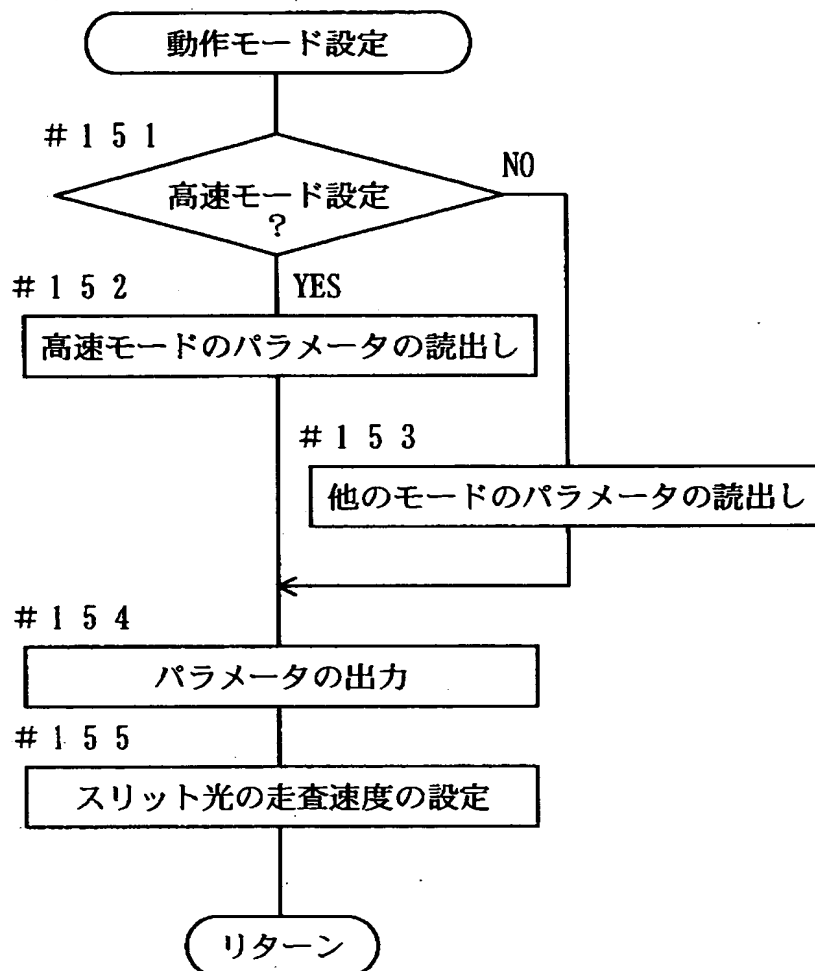 動作モード設定
#151
高速モード設定
?
NO
#152
YES
高速モードのパラメータの読出し
#153
他のモードのパラメータの読出し
#154
パラメータの出力
#155
スリット光の走査速度の設定
リターン